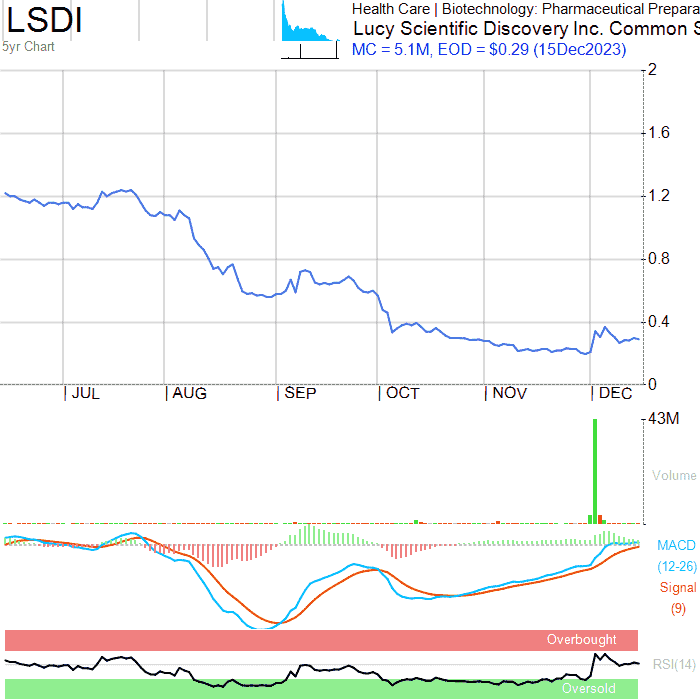 LSDI
5yr Chart
Health Care | Biotechnology: Pharmaceutical Prepara
Lucy Scientific Discovery Inc. Common S
MC = 5.1M, EOD = $0.29 (15Dec2023)
2
1.6
1.2
0.8
0.4
0
JUL AUG SEP OCT NOV DEC
43M
Volume
MACD
(12-26)
Signal
(9)
Overbought
RSI(14)
Oversold